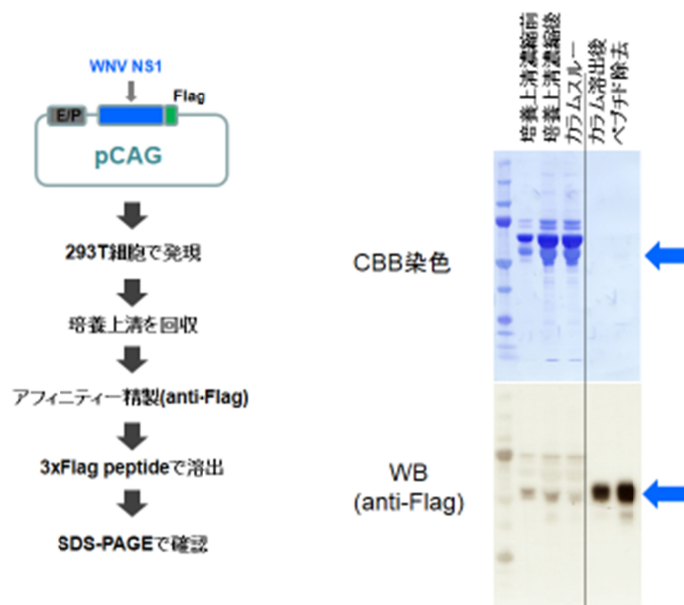 WNV NS1
Flag
E/P
pCAG
293T細胞で発現
培養上清を回収
アフィニティー精製(anti-Flag)
3xFlag peptideで溶出
SDS-PAGEで確認
培養上清濃縮前
培養上清濃縮後
カラムスルー
カラム溶出後
ペプチド除去
CBB染色
WB
(anti-Flag)